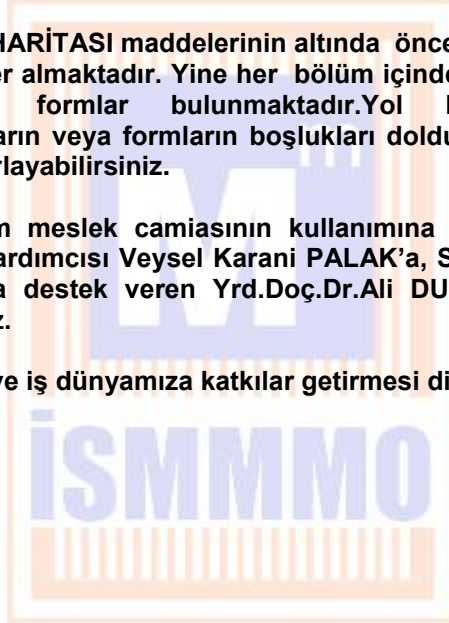 HARİTASI maddelerinin altında önce
er almaktadır. Yine her bölüm içinde
formlar bulunmaktadır.Yol
arın veya formların boşlukları doldu
rlayabilirsiniz.
m meslek camiasının kullanımına
ardımcısı Veysel Karani PALAK'a, S
a destek veren Yrd.Doç.Dr.Ali DU
z.
ve iş dünyamıza katkılar getirmesi di
Mm
İSMMMO